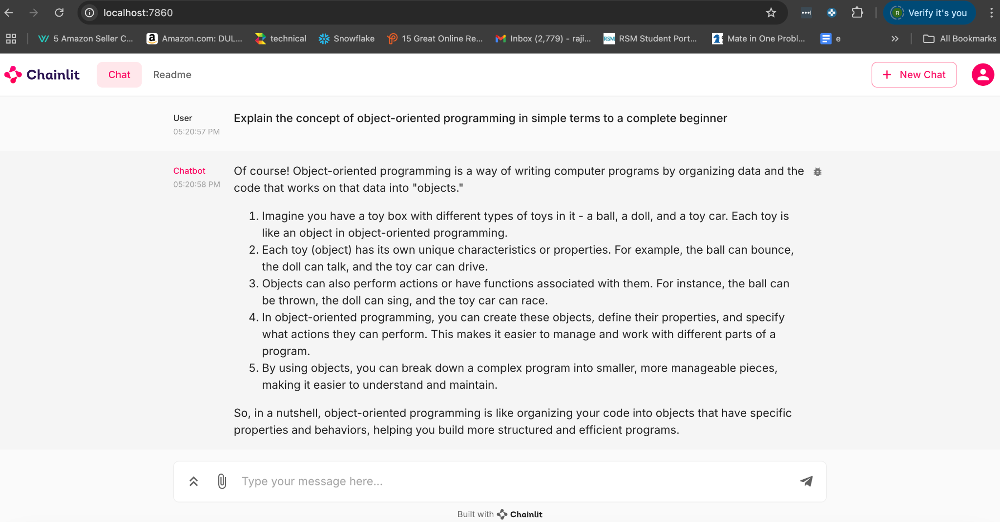 localhost:7860
Verify it's you
5 Amazon Seller C...
Amazon.com: DUL...
technical
Snowflake
15 Great Online Re...
Inbox (2,779) - raji...
RSM Student Port...
Mate in One Probl...
e
All Bookmarks
Chainlit
Chat
Readme
New Chat
User
05:20:57 PM
Explain the concept of object-oriented programming in simple terms to a complete beginner
Chatbot
05:20:58 PM
Of course! Object-oriented programming is a way of writing computer programs by organizing data and the
code that works on that data into "objects."
1. Imagine you have a toy box with different types of toys in it - a ball, a doll, and a toy car. Each toy is
like an object in object-oriented programming.
2. Each toy (object) has its own unique characteristics or properties. For example, the ball can bounce,
the doll can talk, and the toy car can drive.
3. Objects can also perform actions or have functions associated with them. For instance, the ball can
be thrown, the doll can sing, and the toy car can race.
4. In object-oriented programming, you can create these objects, define their properties, and specify
what actions they can perform. This makes it easier to manage and work with different parts of a
program.
5. By using objects, you can break down a complex program into smaller, more manageable pieces,
making it easier to understand and maintain.
So, in a nutshell, object-oriented programming is like organizing your code into objects that have specific
properties and behaviors, helping you build more structured and efficient programs.
Type your message here...
Built with Chainlit